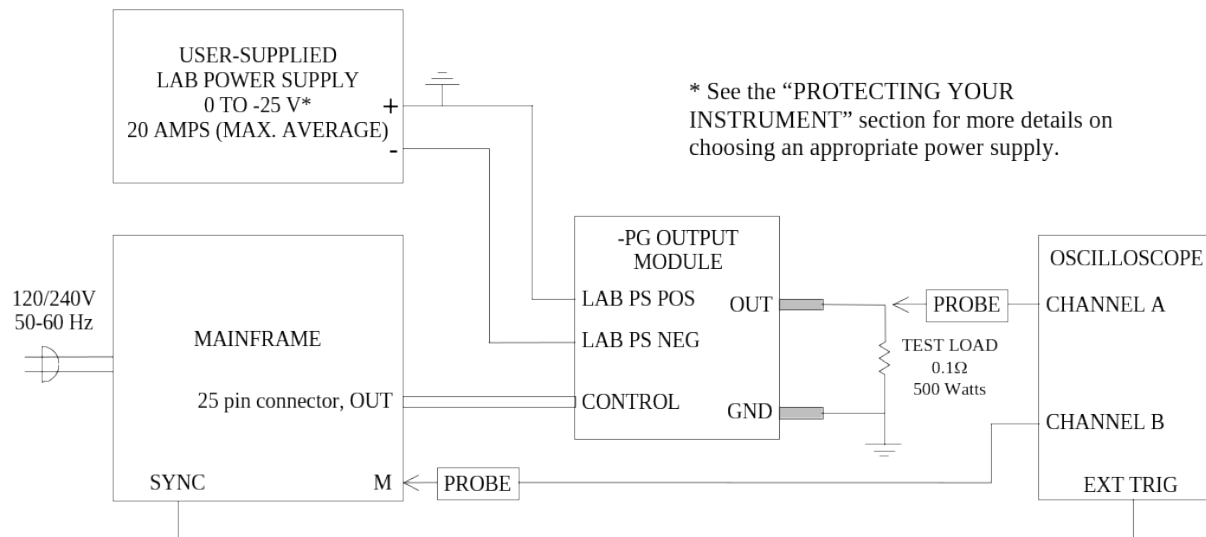 USER-SUPPLIED
LAB POWER SUPPLY
0 TO -25 V*
20 AMPS (MAX. AVERAGE)
+
-
* See the “PROTECTING YOUR
INSTRUMENT” section for more details on
choosing an appropriate power supply.
120/240V
50-60 Hz
MAINFRAME
25 pin connector, OUT
SYNC
M
PROBE
-PG OUTPUT
MODULE
LAB PS POS
LAB PS NEG
CONTROL
OUT
GND
PROBE
TEST LOAD
0.1Ω
500 Watts
OSCILLOSCOPE
CHANNEL A
CHANNEL B
EXT TRIG